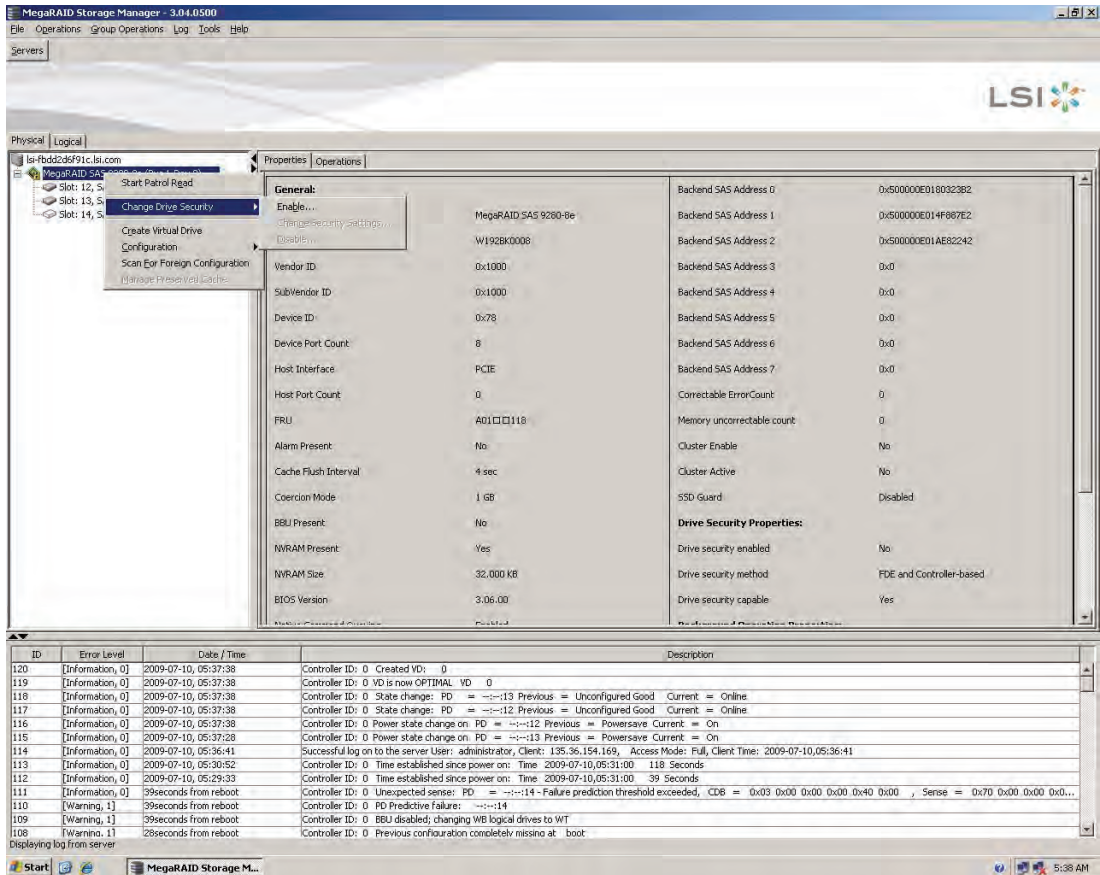 MegaRAID Storage Manager - 3.04.0500
File Operations Group Operations Log Tools Help
Servers
LSI
Physical Logical
lsi-fbdd2d6f91c.lsi.com
MegaRAID SAS
Slot: 12, S
Slot: 13, S
Slot: 14, S
Start Patrol Read
Change Drive Security
Create Virtual Drive
Configuration
Scan For Foreign Configuration
Manage Preserved Cache
Enable...
Change Security Settings...
Disable...
Properties Operations
General:
MegaRAID SAS 9280-8e
W192BK0008
Vendor ID 0x1000
SubVendor ID 0x1000
Device ID 0x78
Device Port Count 8
Host Interface PCIE
Host Port Count 0
FRU A01□□118
Alarm Present No
Cache Flush Interval 4 sec
Coercion Mode 1 GB
BBU Present No
NVRAM Present Yes
NVRAM Size 32.000 KB
BIOS Version 3.06.00
Native Command Queuing Enabled
Backend SAS Address 0 0x500000E0180323B2
Backend SAS Address 1 0x500000E014F887E2
Backend SAS Address 2 0x500000E01AE82242
Backend SAS Address 3 0x0
Backend SAS Address 4 0x0
Backend SAS Address 5 0x0
Backend SAS Address 6 0x0
Backend SAS Address 7 0x0
Correctable ErrorCount 0
Memory uncorrectable count 0
Cluster Enable No
Cluster Active No
SSD Guard Disabled
Drive Security Properties:
Drive security enabled No
Drive security method FDE and Controller-based
Drive security capable Yes
Background Operation Properties:
ID Error Level Date / Time Description
120 [Information, 0] 2009-07-10, 05:37:38 Controller ID: 0 Created VD: 0
119 [Information, 0] 2009-07-10, 05:37:38 Controller ID: 0 VD is now OPTIMAL VD 0
118 [Information, 0] 2009-07-10, 05:37:38 Controller ID: 0 State change: PD = --:--:13 Previous = Unconfigured Good Current = Online
117 [Information, 0] 2009-07-10, 05:37:38 Controller ID: 0 State change: PD = --:--:12 Previous = Unconfigured Good Current = Online
116 [Information, 0] 2009-07-10, 05:37:38 Controller ID: 0 Power state change on PD = --:--:12 Previous = Powersave Current = On
115 [Information, 0] 2009-07-10, 05:37:28 Controller ID: 0 Power state change on PD = --:--:13 Previous = Powersave Current = On
114 [Information, 0] 2009-07-10, 05:36:41 Successful log on to the server User: administrator, Client: 135.36.154.169, Access Mode: Full, Client Time: 2009-07-10,05:36:41
113 [Information, 0] 2009-07-10, 05:30:52 Controller ID: 0 Time established since power on: Time 2009-07-10,05:31:00 118 Seconds
112 [Information, 0] 2009-07-10, 05:29:33 Controller ID: 0 Time established since power on: Time 2009-07-10,05:31:00 39 Seconds
111 [Information, 0] 39seconds from reboot Controller ID: 0 Unexpected sense: PD = --:--:14 - Failure prediction threshold exceeded, CDB = 0x03 0x00 0x00 0x00 0x40 0x00 , Sense = 0x70 0x00 0x00 0x0...
110 [Warning, 1] 39seconds from reboot Controller ID: 0 PD Predictive failure: --:--:14
109 [Warning, 1] 39seconds from reboot Controller ID: 0 BBU disabled; changing WB logical drives to WT
108 [Warning, 1] 28seconds from reboot Controller ID: 0 Previous configuration completely missing at boot
Displaying log from server
Start MegaRAID Storage M... 5:38 AM